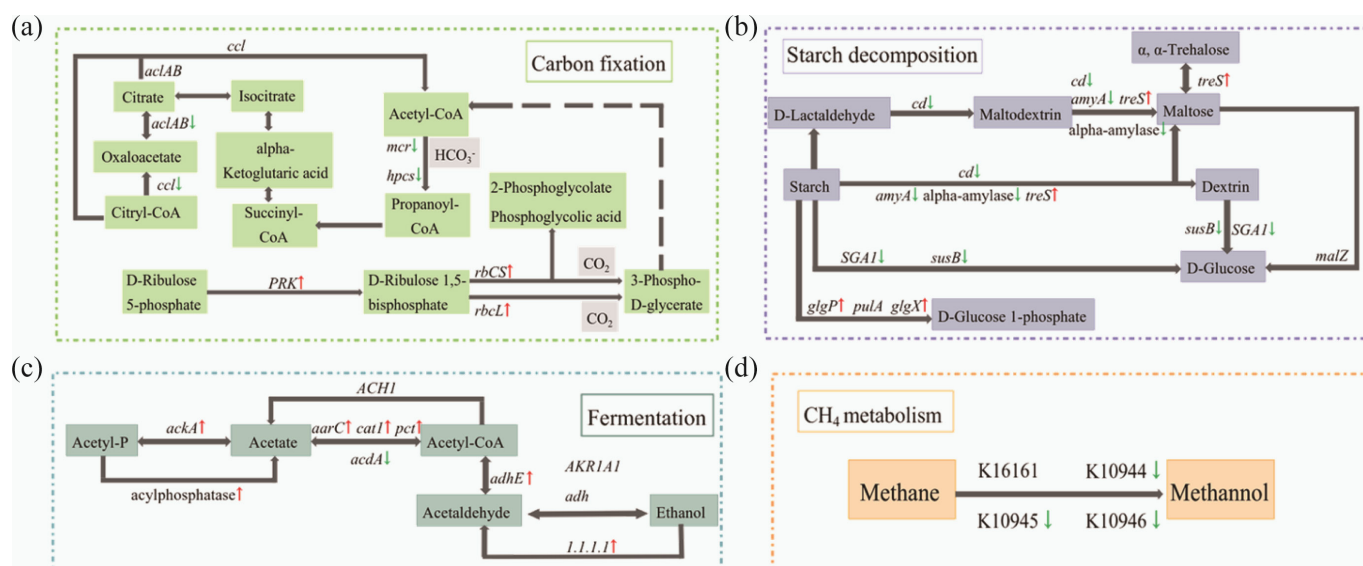 (a)
Carbon fixation
ccl
aclAB
Citrate
Isocitrate
aclAB↓
Oxaloacetate
alpha-
Ketoglutaric acid
ccl↓
Citryl-CoA
Succinyl-
CoA
Acetyl-CoA
mcr↓
HCO₃⁻
hpcs↓
Propanoyl-
CoA
2-Phosphoglycolate
Phosphoglycolic acid
D-Ribulose
5-phosphate
PRK↑
D-Ribulose 1,5-
bisphosphate
rbCS↑
CO₂
rbcL↑
CO₂
3-Phospho-
D-glycerate
(b)
Starch decomposition
α, α-Trehalose
treS↑
D-Lactaldehyde
cd↓
Maltodextrin
cd↓
amyA↓ treS↑
alpha-amylase↓
Maltose
Starch
cd↓
amyA↓ alpha-amylase↓ treS↑
Dextrin
susB↓ SGA1↓
SGA1↓ susB↓
D-Glucose
malZ
glgP↑ pulA glgX↑
D-Glucose 1-phosphate
(c)
Fermentation
ACH1
Acetyl-P
ackA↑
Acetate
aarC↑ cat1↑ pct↑
acdA↓
Acetyl-CoA
acylphosphatase↑
adhE↑
AKR1A1
adh
Acetaldehyde
Ethanol
1.1.1.1↑
(d)
CH₄ metabolism
Methane
K16161 K10944↓
K10945↓ K10946↓
Methannol